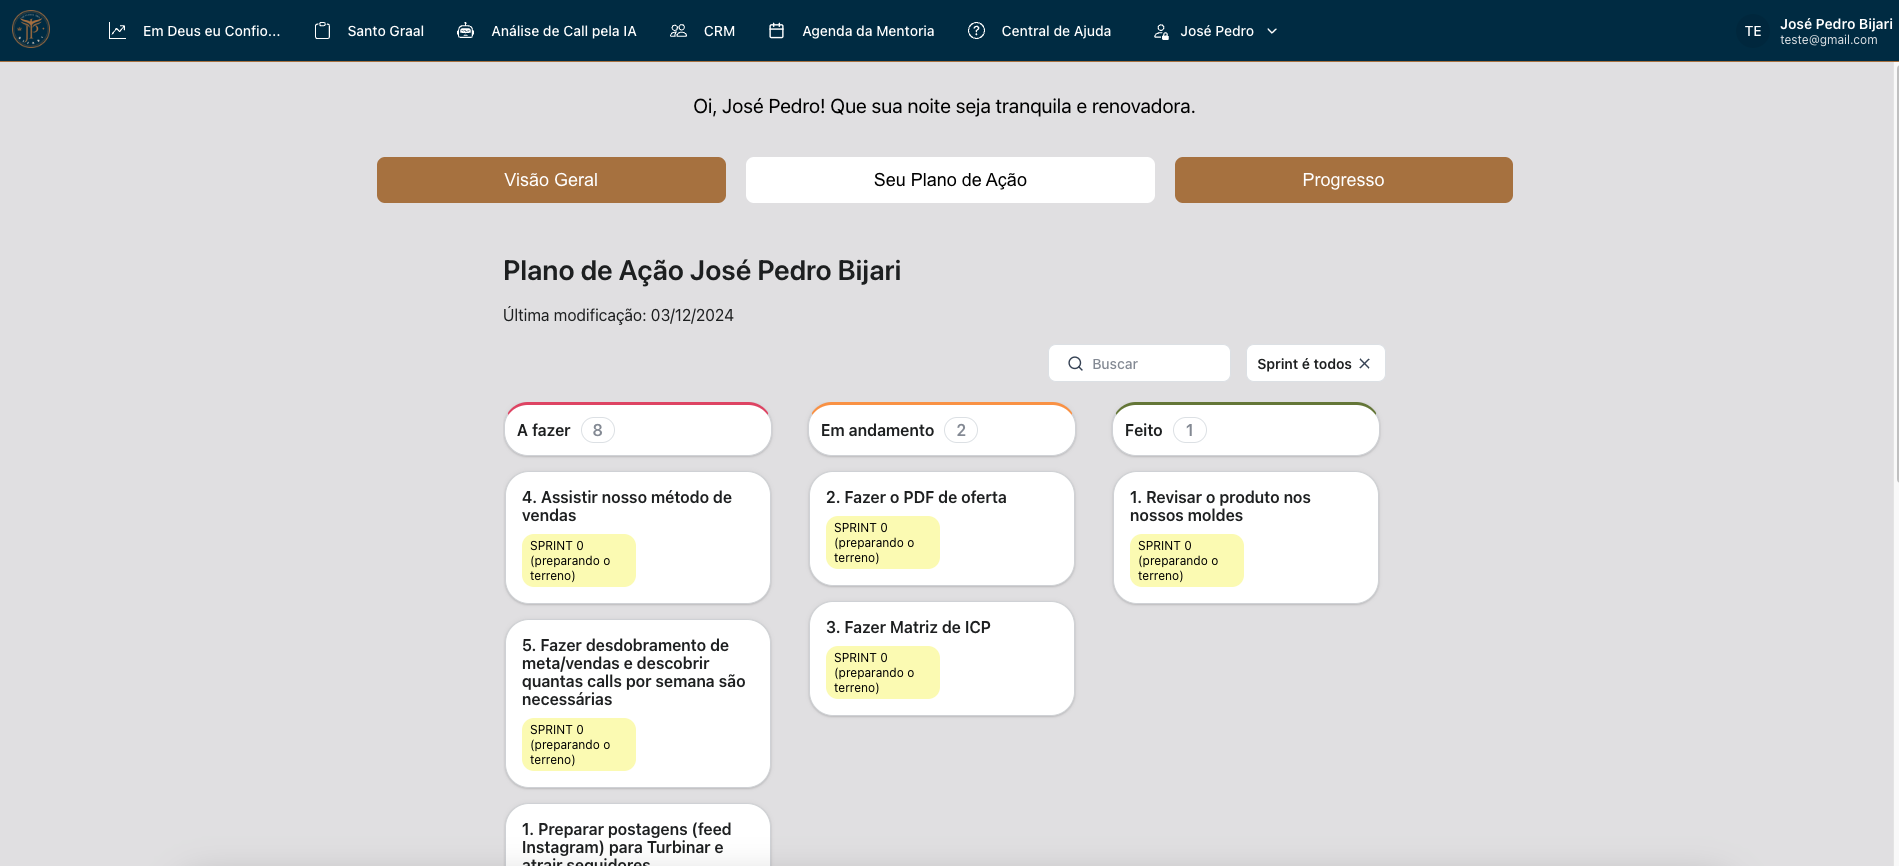 Em Deus eu Confio...
Santo Graal
Análise de Call pela IA
CRM
Agenda da Mentoria
Central de Ajuda
José Pedro
TE
José Pedro Bijari
teste@gmail.com
Oi, José Pedro! Que sua noite seja tranquila e renovadora.
Visão Geral
Seu Plano de Ação
Progresso
Plano de Ação José Pedro Bijari
Última modificação: 03/12/2024
Buscar
Sprint é todos
A fazer 8
4. Assistir nosso método de
vendas
SPRINT 0
(preparando o
terreno)
5. Fazer desdobramento de
meta/vendas e descobrir
quantas calls por semana são
necessárias
SPRINT 0
(preparando o
terreno)
1. Preparar postagens (feed
Instagram) para Turbinar e
atrair seguidores
Em andamento 2
2. Fazer o PDF de oferta
SPRINT 0
(preparando o
terreno)
3. Fazer Matriz de ICP
SPRINT 0
(preparando o
terreno)
Feito 1
1. Revisar o produto nos
nossos moldes
SPRINT 0
(preparando o
terreno)